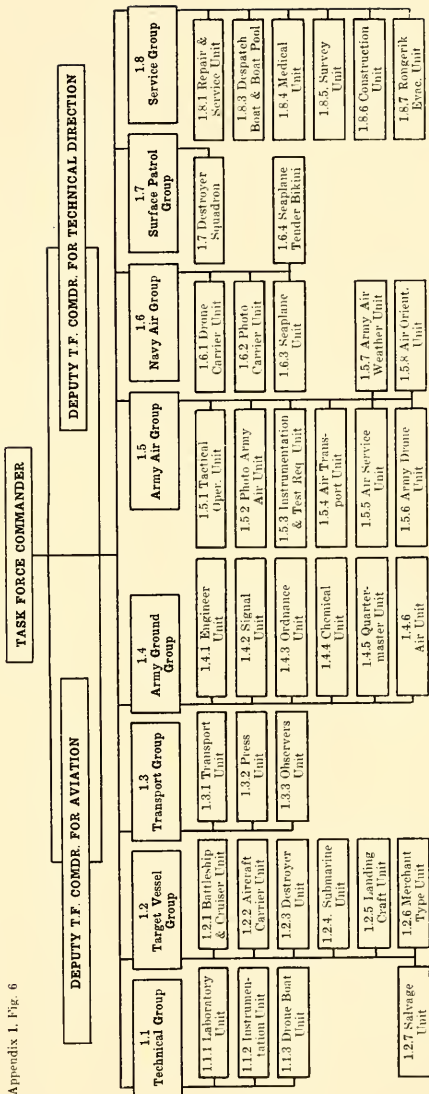 Appendix 1. Fig. 6
TASK FORCE COMMANDER
DEPUTY T.F. COMDR. FOR AVIATION
DEPUTY T.F. COMDR. FOR TECHNICAL DIRECTION
1.1
Technical Group
1.1.1 Laboratory
Unit
1.1.2 Instrumen-
tation Unit
1.1.3 Drone Boat
Unit
1.2
Target Vessel
Group
1.2.1 Battleship
& Cruiser Unit
1.2.2 Aircraft
Carrier Unit
1.2.3 Destroyer
Unit
1.2.4. Submarine
Unit
1.2.5 Landing
Craft Unit
1.2.6 Merchant
Type Unit
1.2.7 Salvage
Unit
1.3
Transport Group
1.3.1 Transport
Unit
1.3.2 Press
Unit
1.3.3 Observers
Unit
1.4
Army Ground
Group
1.4.1 Engineer
Unit
1.4.2 Signal
Unit
1.4.3 Ordnance
Unit
1.4.4 Chemical
Unit
1.4.5 Quarter-
master Unit
1.4.6
Air Unit
1.5
Army Air Group
1.5.1 Tactical
Oper. Unit
1.5.2 Photo Army
Air Unit
1.5.3 Instrumentation
& Test Req. Unit
1.5.4 Air Trans-
port Unit
1.5.5 Air Service
Unit
1.5.6 Army Drone
Unit
1.5.7 Army Air
Weather Unit
1.5.8 Air Orient.
Unit
1.6
Navy Air Group
1.6.1 Drone
Carrier Unit
1.6.2 Photo
Carrier Unit
1.6.3 Seaplane
Unit
1.6.4 Seaplane
Tender Bikini
1.7
Surface Patrol
Group
1.7 Destroyer
Squadron
1.8
Service Group
1.8.1 Repair &
Service Unit
1.8.3 Despatch
Boat & Boat Pool
1.8.4 Medical
Unit
1.8.5. Survey
Unit
1.8.6 Construction
Unit
1.8.7 Rongerik
Evac. Unit